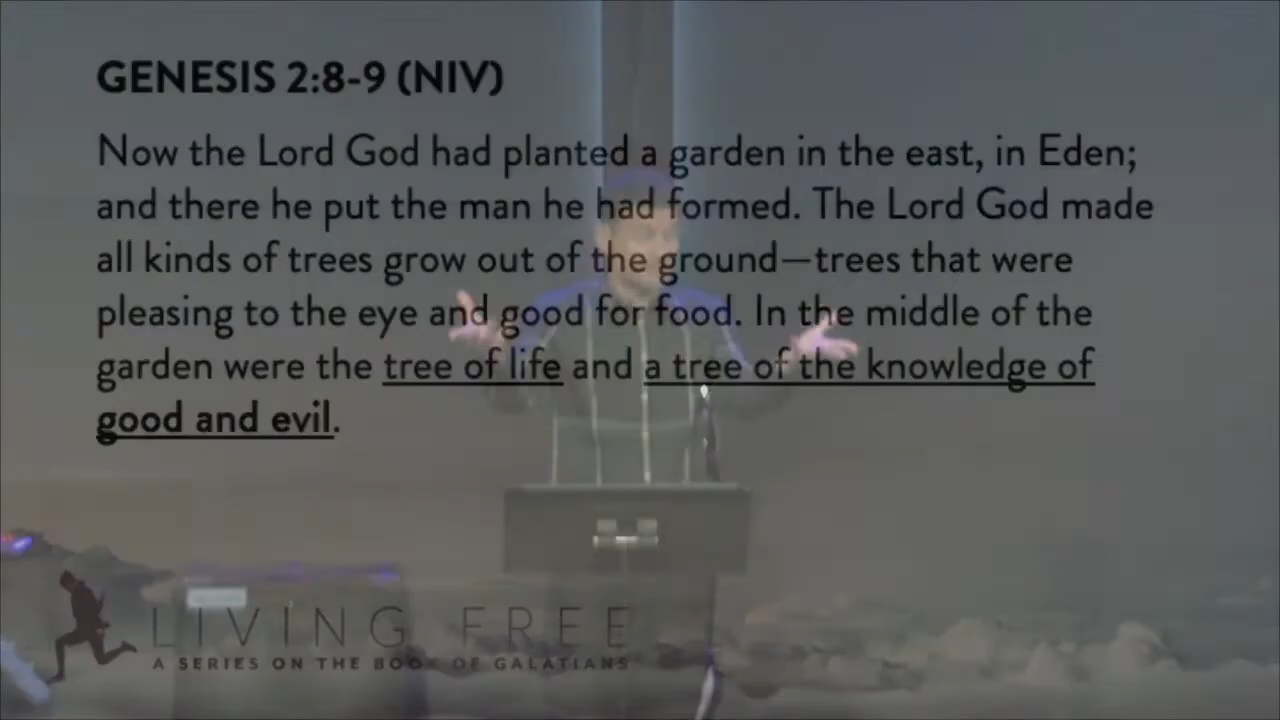 GENESIS 2:8-9 (NIV)
Now the Lord God had planted a garden in the east, in Eden;
and there he put the man he had formed. The Lord God made
all kinds of trees grow out of the ground—trees that were
pleasing to the eye and good for food. In the middle of the
garden were the tree of life and a tree of the knowledge of
good and evil.
LIVING FREE
A SERIES ON THE BOOK OF GALATIANS